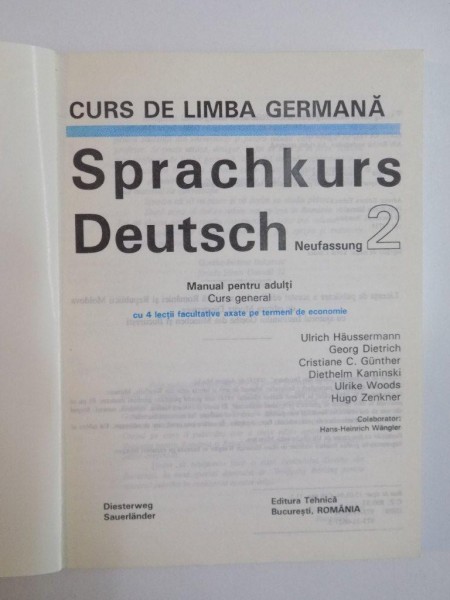 CURS DE LIMBA GERMANĂ
Sprachkurs
Deutsch Neufassung 2
Manual pentru adulți
Curs general
cu 4 lecții facultative axate pe termeni de economie
Ulrich Häussermann
Georg Dietrich
Cristiane C. Günther
Diethelm Kaminski
Ulrike Woods
Hugo Zenkner
Colaborator:
Hans-Heinrich Wängler
Diesterweg
Sauerländer
Editura Tehnică
București, ROMÂNIA